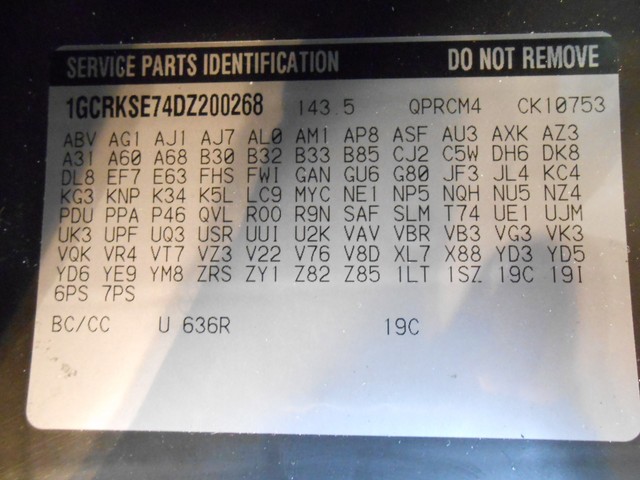 SERVICE PARTS IDENTIFICATION DO NOT REMOVE
1GCRKSE74DZ200268 143.5 QPRCM4 CK10753
ABV AG1 AJ1 AJ7 AL0 AM1 AP8 ASF AU3 AXK AZ3
A31 A60 A68 B30 B32 B33 B85 CJ2 C5W DH6 DK8
DL8 EF7 E63 FHS FWI GAN GU6 G80 JF3 JL4 KC4
KG3 KNP K34 K5L LC9 MYC NE1 NP5 NQH NU5 NZ4
PDU PPA P46 QVL R00 R9N SAF SLM T74 UE1 UJM
UK3 UPF UQ3 USR UUI U2K VAV VBR VB3 VG3 VK3
VQK VR4 VT7 VZ3 V22 V76 V8D XL7 X88 YD3 YD5
YD6 YE9 YM8 ZRS ZY1 Z82 Z85 1LT 1SZ 19C 19I
6PS 7PS
BC/CC U 636R 19C